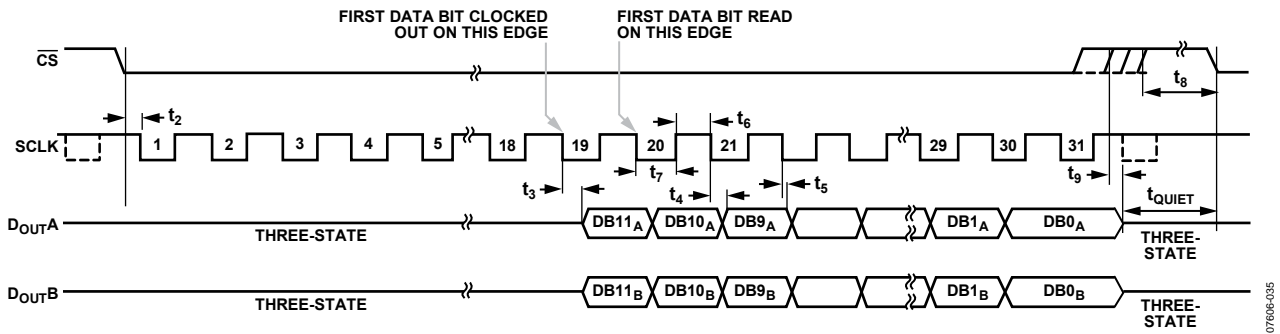 FIRST DATA BIT CLOCKED
OUT ON THIS EDGE
FIRST DATA BIT READ
ON THIS EDGE
CS
t8
t2
t6
SCLK
1 2 3 4 5 18 19 20 21 29 30 31
t3
t7
t4
t5
t9
tQUIET
DOUTA
THREE-STATE
DB11A DB10A DB9A DB1A DB0A
THREE-
STATE
DOUTB
THREE-STATE
DB11B DB10B DB9B DB1B DB0B
THREE-
STATE
07606-035